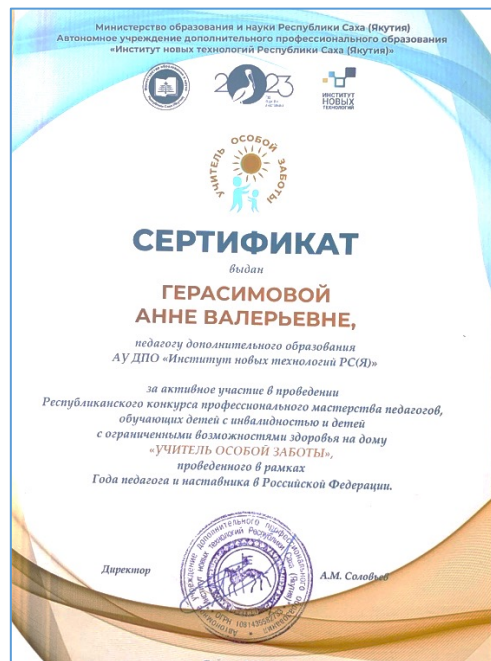 Министерство образования и науки Республики Саха (Якутия)
Автономное учреждение дополнительного профессионального образования
«Институт новых технологий Республики Саха (Якутия)»
2023
ИНСТИТУТ
НОВЫХ
ТЕХНОЛОГИЙ
УЧИТЕЛЬ ОСОБОЙ ЗАБОТЫ
СЕРТИФИКАТ
выдан
ГЕРАСИМОВОЙ
АННЕ ВАЛЕРЬЕВНЕ,
педагогу дополнительного образования
АУ ДПО «Институт новых технологий РС(Я)»
за активное участие в проведении
Республиканского конкурса профессионального мастерства педагогов,
обучающих детей с инвалидностью и детей
с ограниченными возможностями здоровья на дому
«УЧИТЕЛЬ ОСОБОЙ ЗАБОТЫ»,
проведенного в рамках
Года педагога и наставника в Российской Федерации.
Директор
А.М. Соловьев